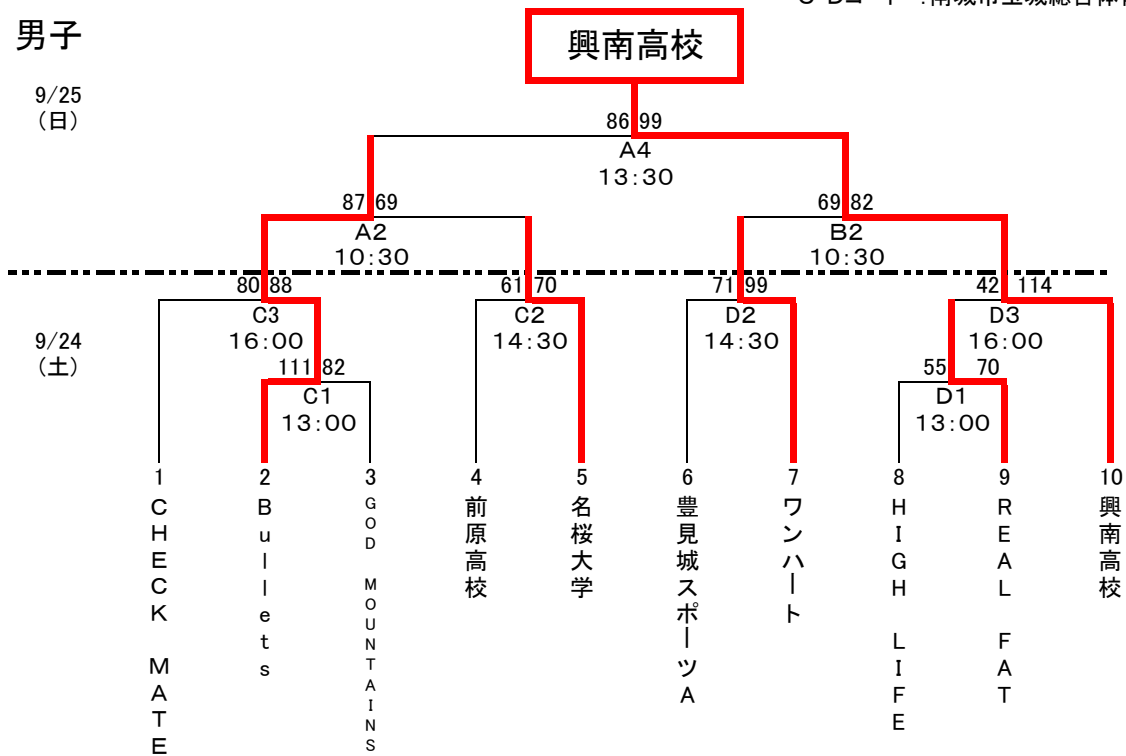 男子
興南高校
9/25
(日)
86 99
A4
13:30
87 69
A2
10:30
69 82
B2
10:30
80 88
C3
16:00
61 70
C2
14:30
71 99
D2
14:30
42 114
D3
16:00
9/24
(土)
111 82
C1
13:00
55 70
D1
13:00
1
CHECK MATE
2
Bullets
3
GOD MOUNTAINS
4
前原高校
5
名桜大学
6
豊見城スポーツA
7
ワンハート
8
HIGH LIFE
9
REAL FAT
10
興南高校